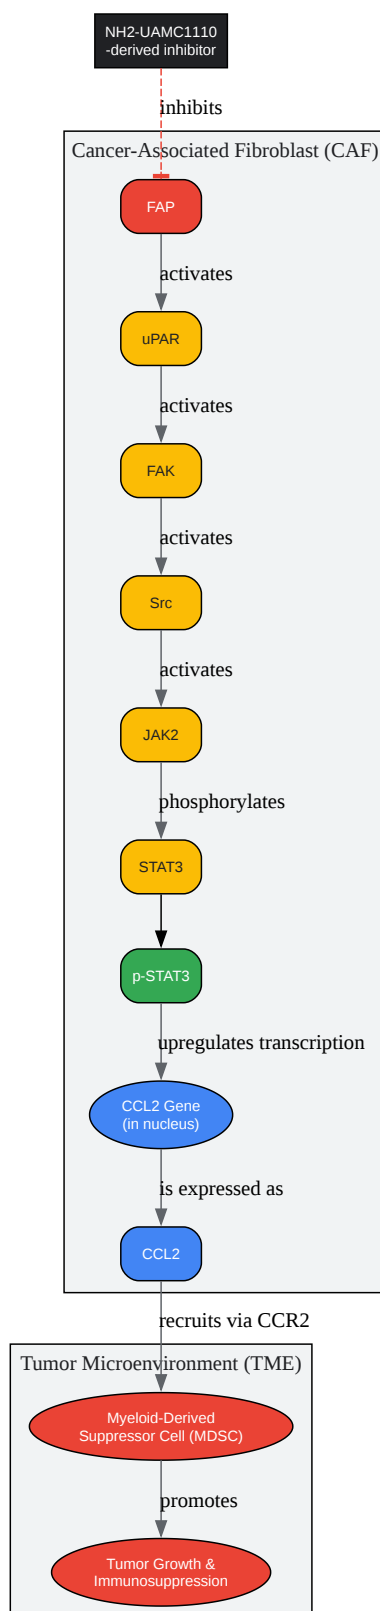 NH2-UAMC1110
-derived inhibitor
inhibits
Cancer-Associated Fibroblast (CAF)
FAP
activates
uPAR
activates
FAK
activates
Src
activates
JAK2
phosphorylates
STAT3
p-STAT3
upregulates transcription
CCL2 Gene
(in nucleus)
is expressed as
CCL2
recruits via CCR2
Tumor Microenvironment (TME)
Myeloid-Derived
Suppressor Cell (MDSC)
promotes
Tumor Growth &
Immunosuppression